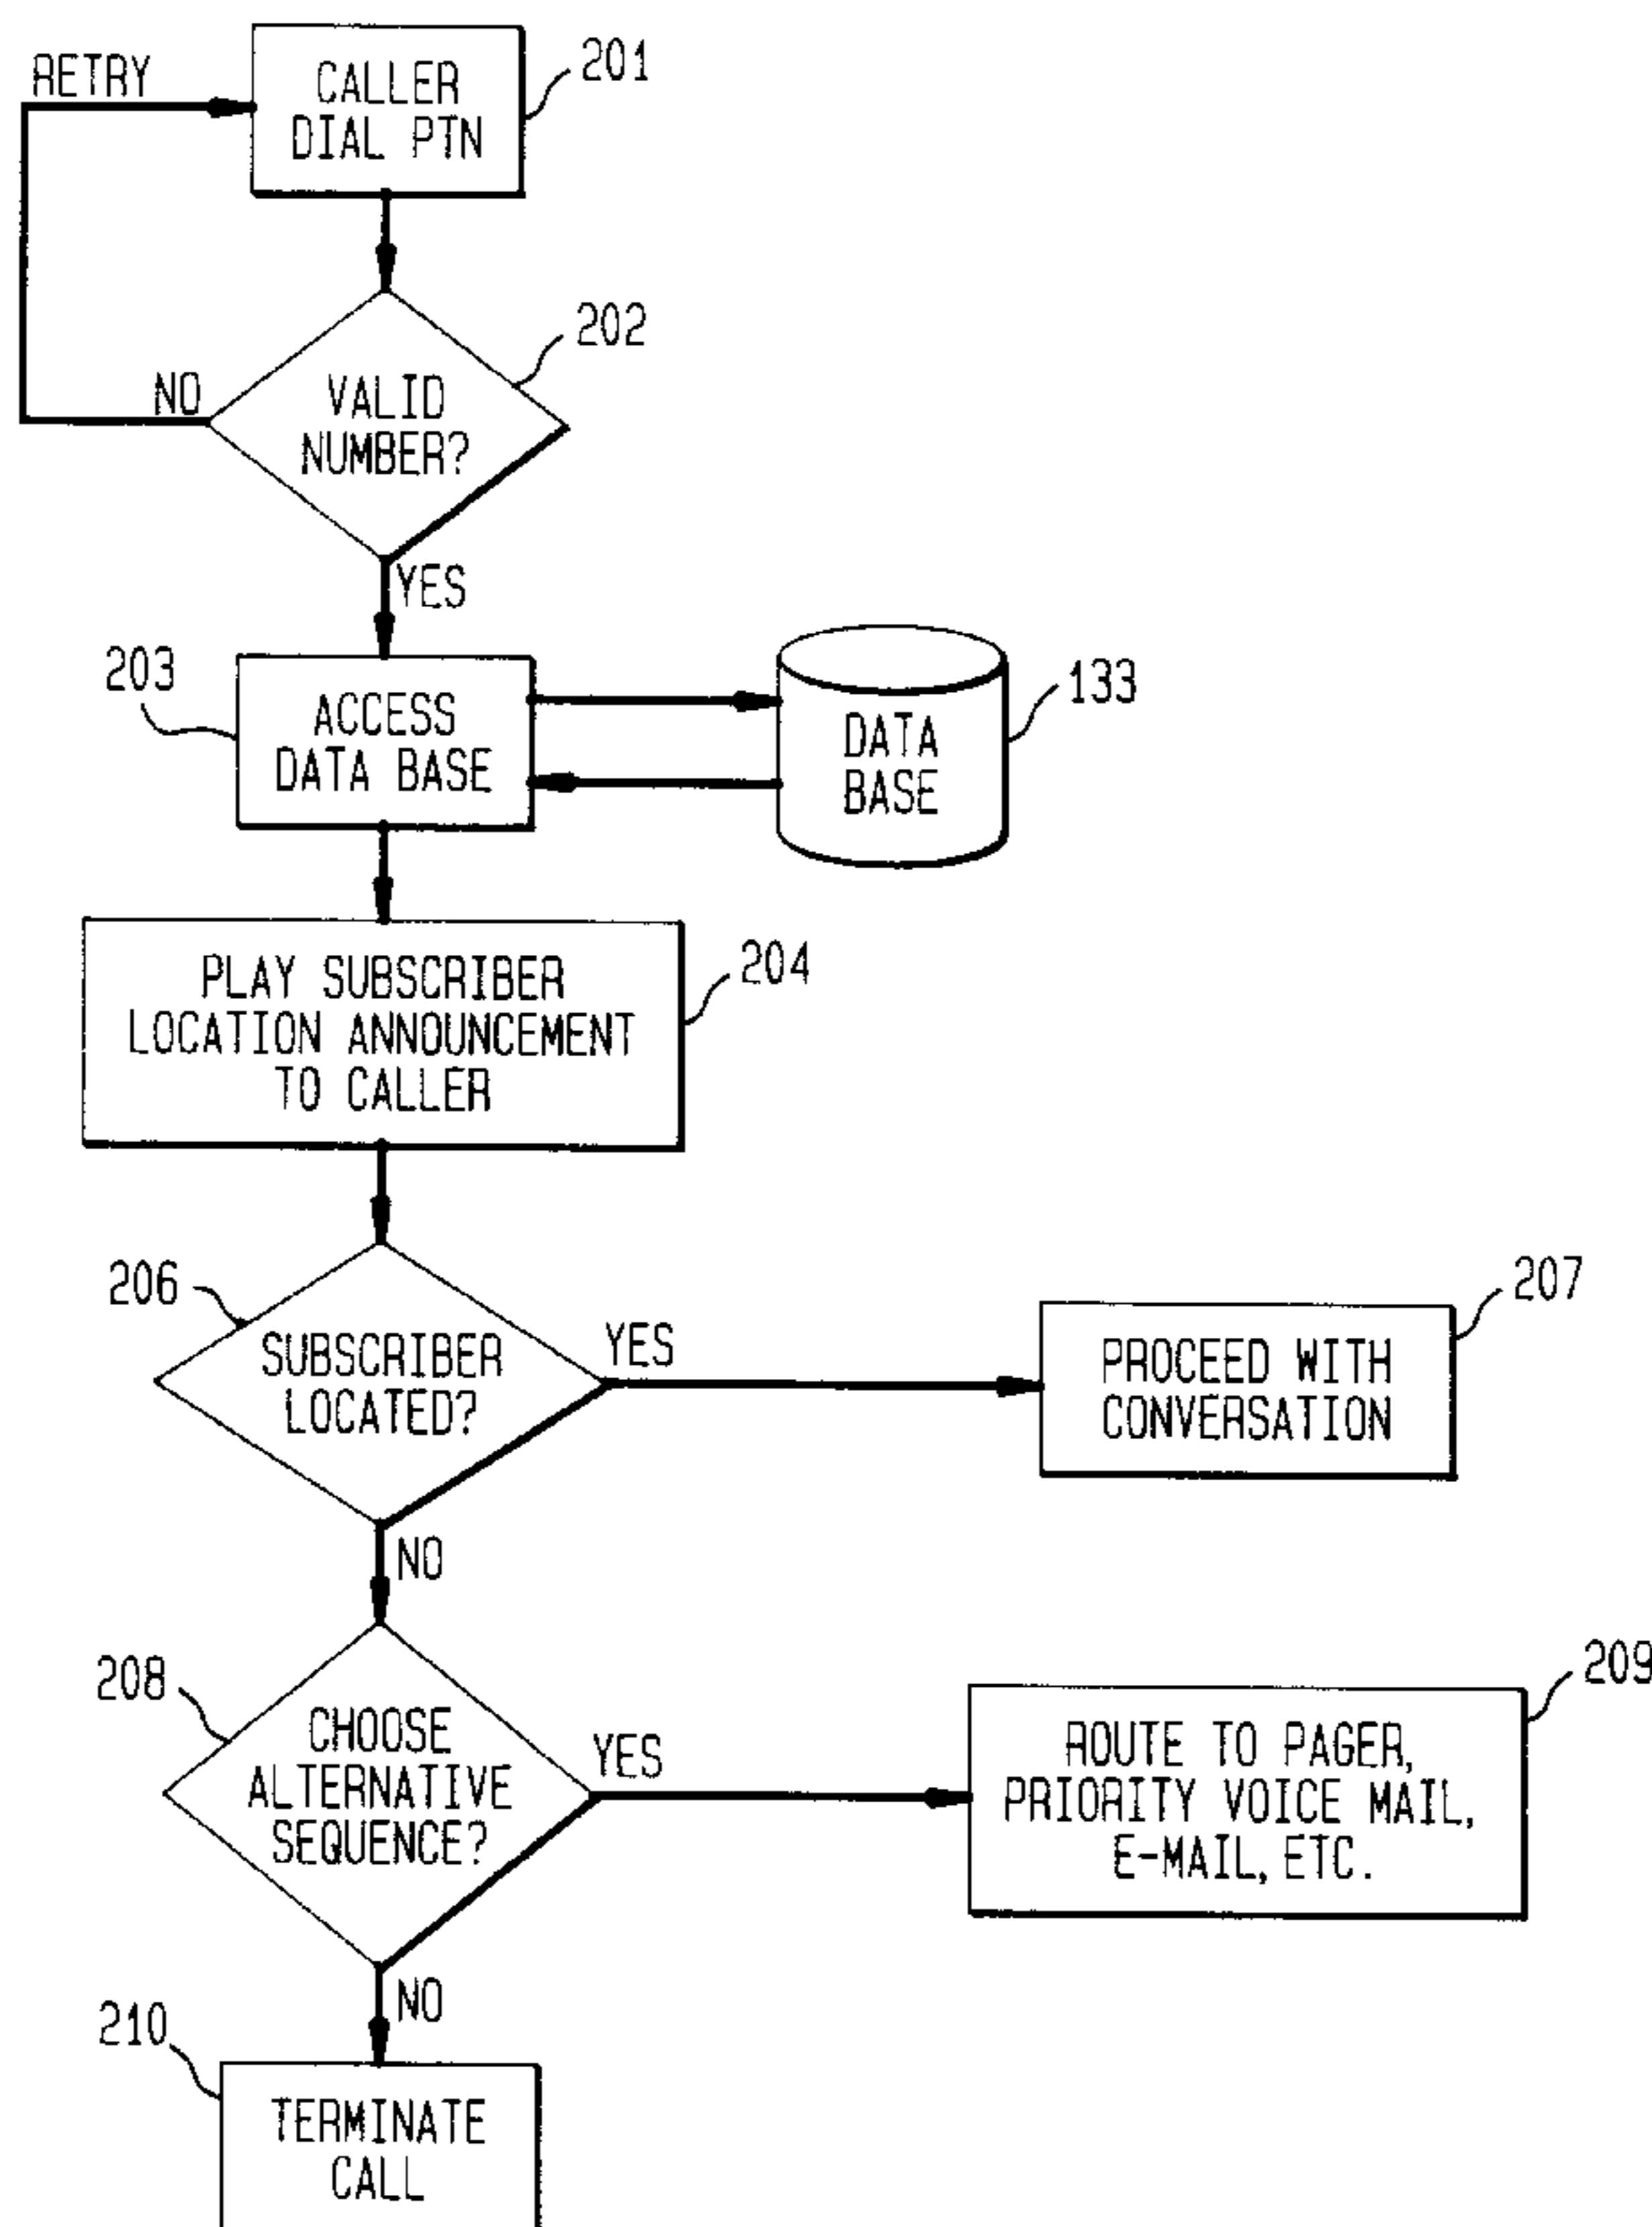 RETRY
CALLER
DIAL PTN
201
202
NO
VALID
NUMBER?
YES
203
ACCESS
DATA BASE
DATA
BASE
133
PLAY SUBSCRIBER
LOCATION ANNOUNCEMENT
TO CALLER
204
206
SUBSCRIBER
LOCATED?
YES
PROCEED WITH
CONVERSATION
207
NO
208
CHOOSE
ALTERNATIVE
SEQUENCE?
YES
ROUTE TO PAGER,
PRIORITY VOICE MAIL,
E-MAIL, ETC.
209
NO
210
TERMINATE
CALL